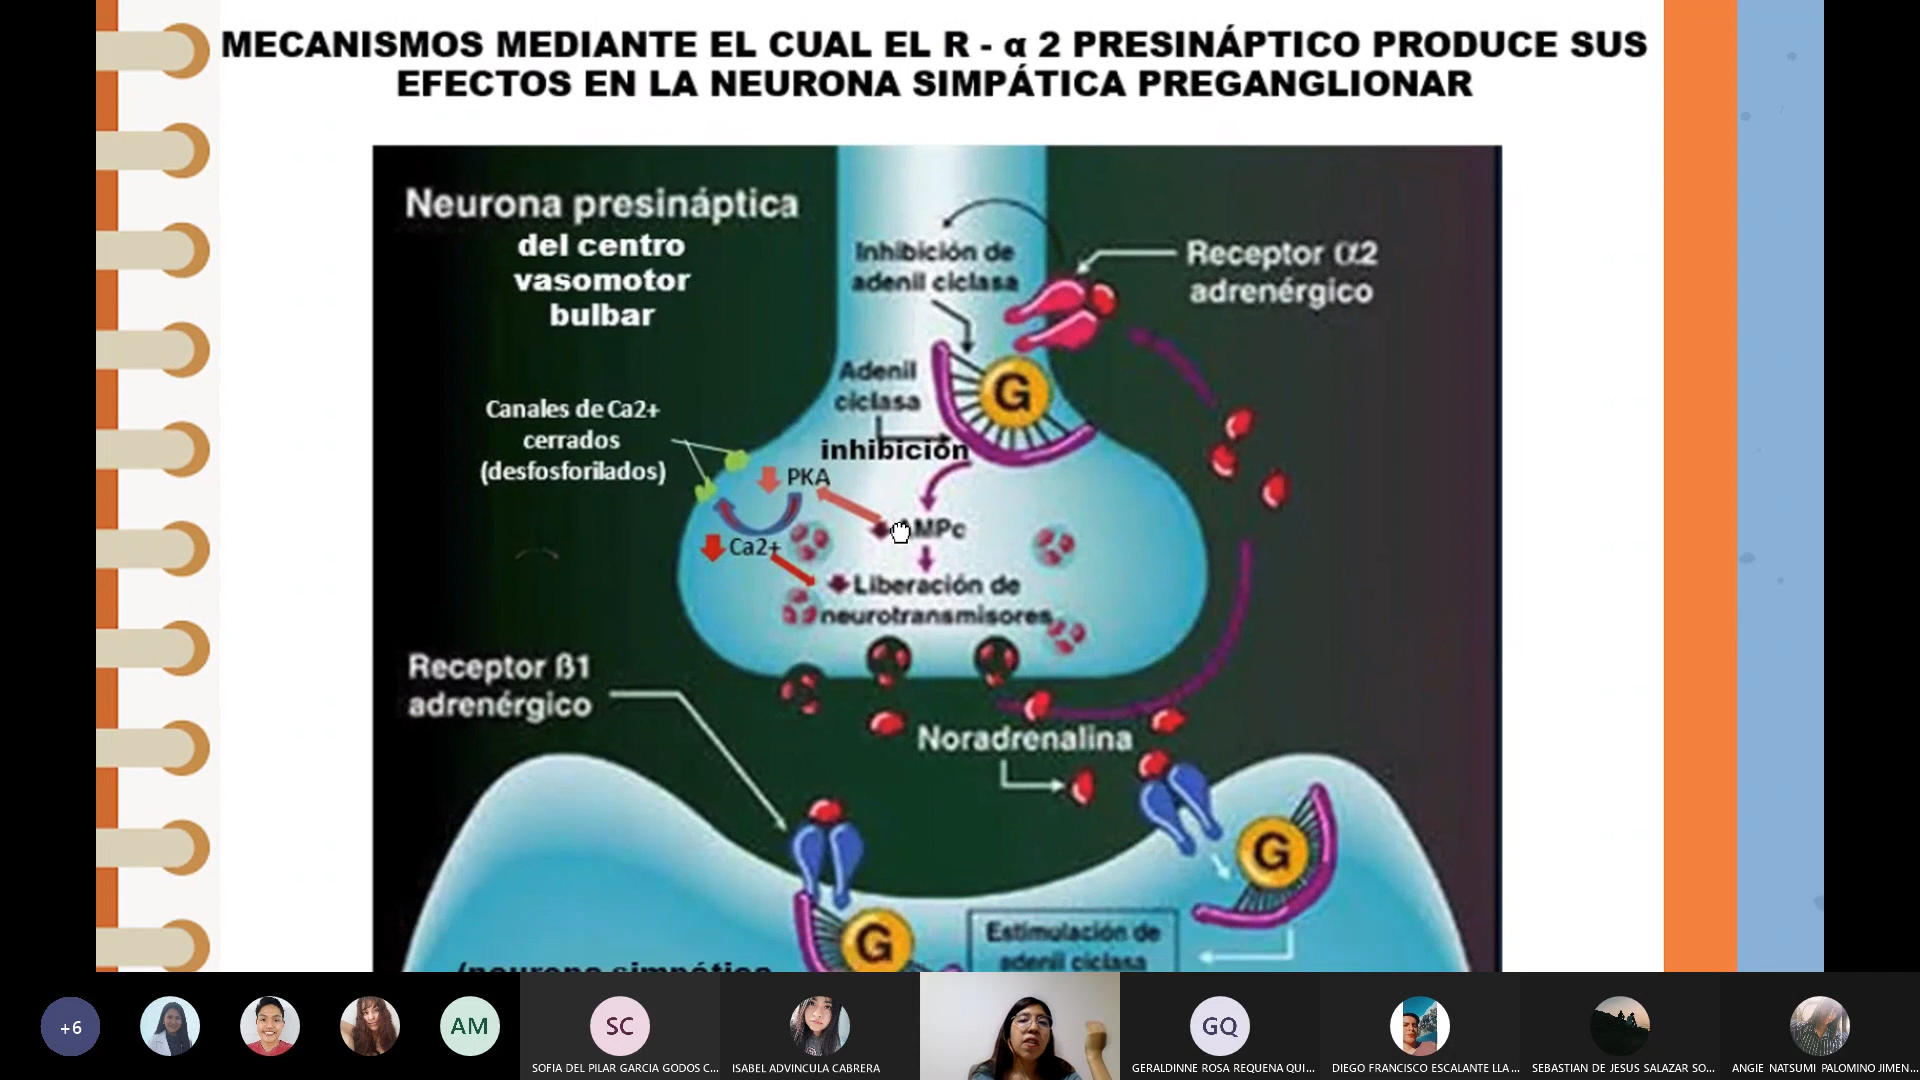 MECANISMOS MEDIANTE EL CUAL EL R - α 2 PRESINÁPTICO PRODUCE SUS
EFECTOS EN LA NEURONA SIMPÁTICA PREGANGLIONAR
Neurona presináptica
del centro
vasomotor
bulbar
Inhibición de
adenil ciclasa
Receptor α2
adrenérgico
G
Adenil
ciclasa
inhibición
Canales de Ca2+
cerrados
(desfosforilados)
PKA
AMPc
Ca2+
Liberación de
neurotransmisores
Receptor ß1
adrenérgico
Noradrenalina
G
G
Estimulación de
adenil ciclasa
(neurona simpática
+6
AM
SC
SOFIA DEL PILAR GARCIA GODOS C...
ISABEL ADVINCULA CABRERA
GQ
GERALDINNE ROSA REQUENA QUI...
DIEGO FRANCISCO ESCALANTE LLA...
SEBASTIAN DE JESUS SALAZAR SO...
ANGIE NATSUMI PALOMINO JIMEN...